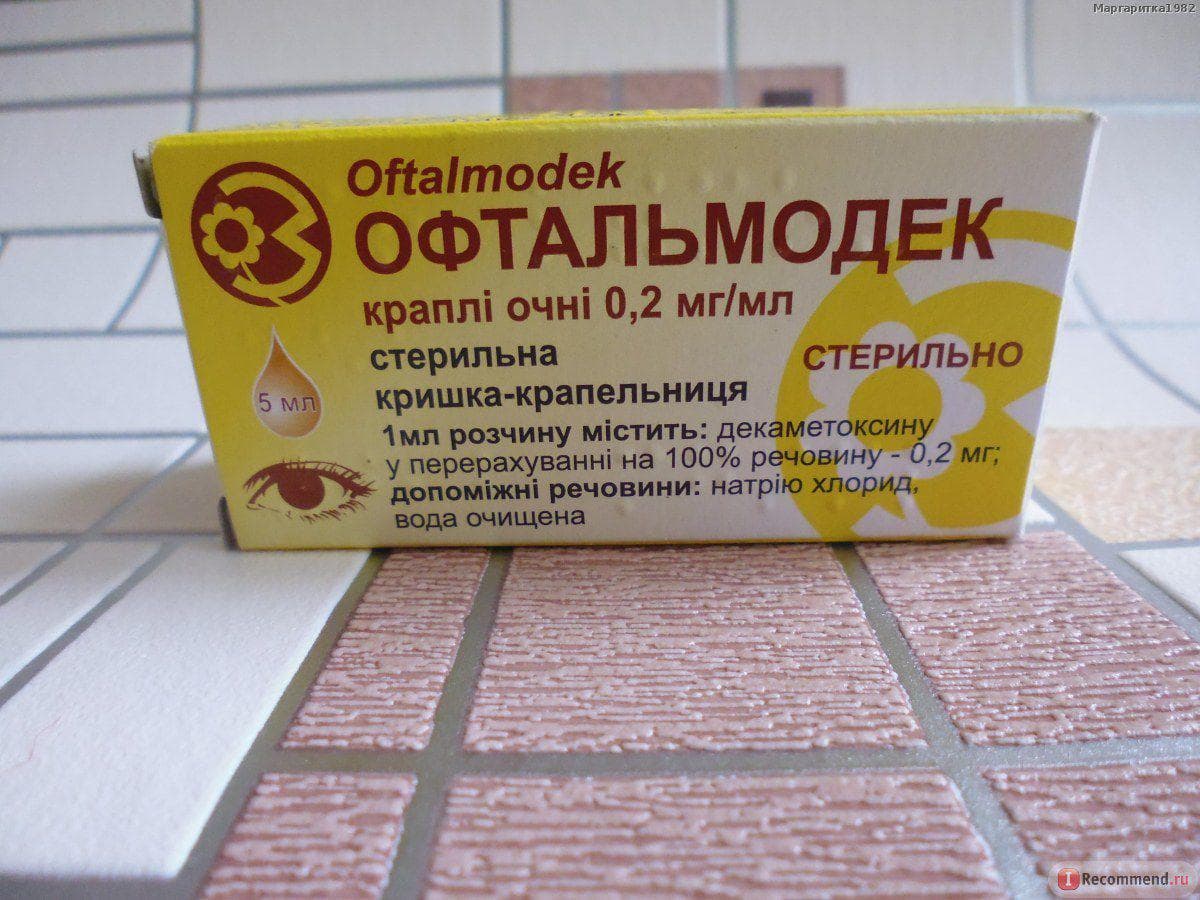 Маргаритка1982
Oftalmodek
ОФТАЛЬМОДЕК
краплі очні 0,2 мг/мл
стерильна
кришка-крапельниця
СТЕРИЛЬНО
5 мл
1мл розчину містить: декаметоксину
у перерахуванні на 100% речовину - 0,2 мг;
допоміжні речовини: натрію хлорид,
вода очищена
IRecommend.ru